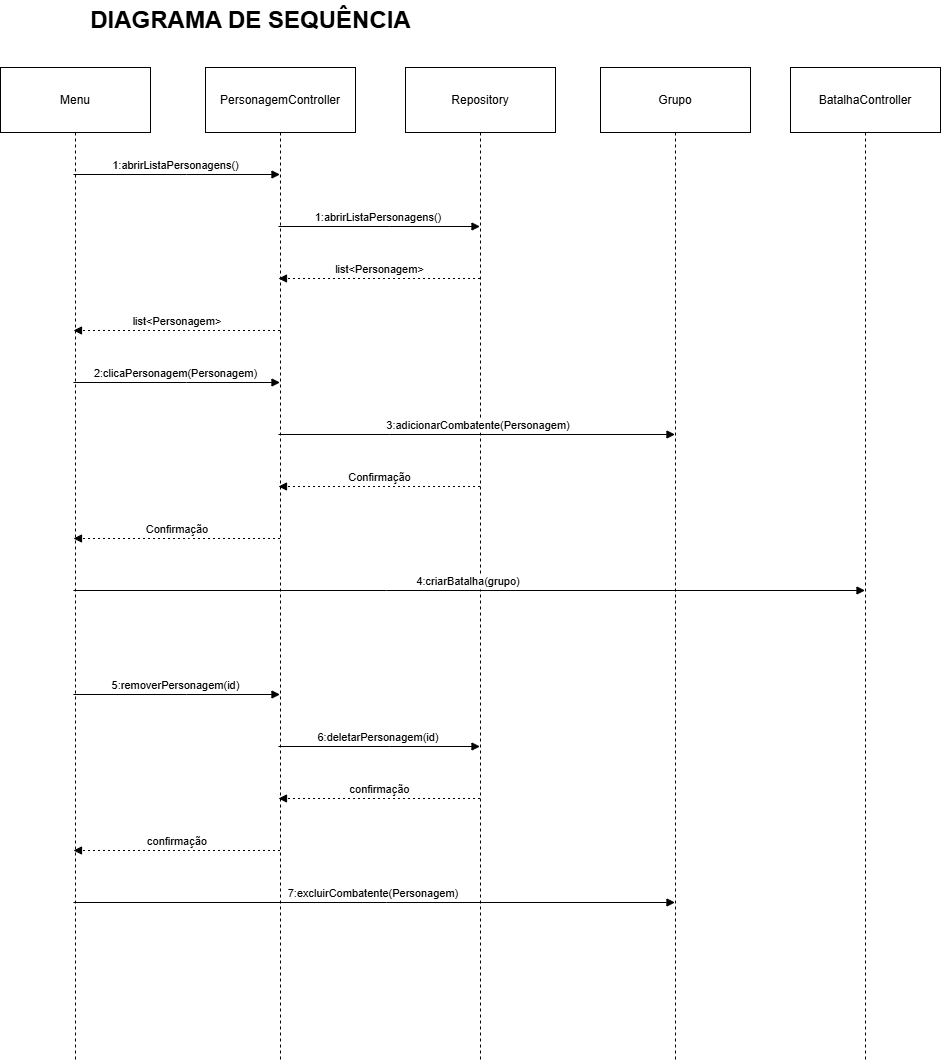 DIAGRAMA DE SEQUÊNCIA
Menu
PersonagemController
Repository
Grupo
BatalhaController
1:abrirListaPersonagens()
1:abrirListaPersonagens()
list<Personagem>
list<Personagem>
2:clicaPersonagem(Personagem)
3:adicionarCombatente(Personagem)
Confirmação
Confirmação
4:criarBatalha(grupo)
5:removerPersonagem(id)
6:deletarPersonagem(id)
confirmação
confirmação
7:excluirCombatente(Personagem)